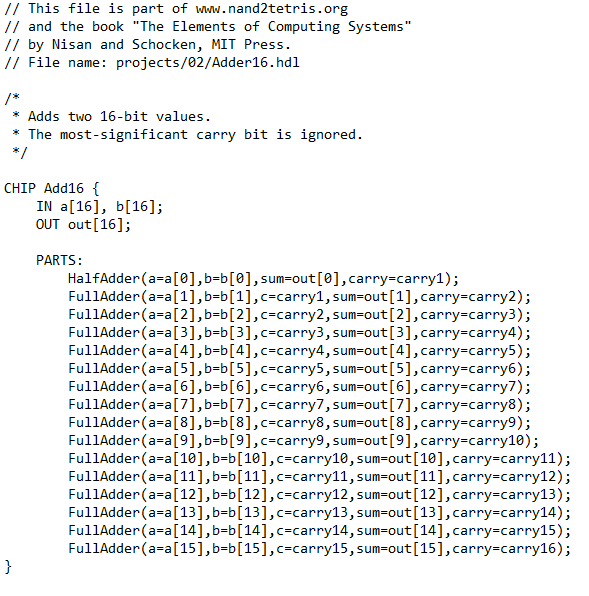 // This file is part of www.nand2tetris.org
// and the book "The Elements of Computing Systems"
// by Nisan and Schocken, MIT Press.
// File name: projects/02/Adder16.hdl

/*
 * Adds two 16-bit values.
 * The most-significant carry bit is ignored.
 */

CHIP Add16 {
    IN a[16], b[16];
    OUT out[16];

    PARTS:
        HalfAdder(a=a[0],b=b[0],sum=out[0],carry=carry1);
        FullAdder(a=a[1],b=b[1],c=carry1,sum=out[1],carry=carry2);
        FullAdder(a=a[2],b=b[2],c=carry2,sum=out[2],carry=carry3);
        FullAdder(a=a[3],b=b[3],c=carry3,sum=out[3],carry=carry4);
        FullAdder(a=a[4],b=b[4],c=carry4,sum=out[4],carry=carry5);
        FullAdder(a=a[5],b=b[5],c=carry5,sum=out[5],carry=carry6);
        FullAdder(a=a[6],b=b[6],c=carry6,sum=out[6],carry=carry7);
        FullAdder(a=a[7],b=b[7],c=carry7,sum=out[7],carry=carry8);
        FullAdder(a=a[8],b=b[8],c=carry8,sum=out[8],carry=carry9);
        FullAdder(a=a[9],b=b[9],c=carry9,sum=out[9],carry=carry10);
        FullAdder(a=a[10],b=b[10],c=carry10,sum=out[10],carry=carry11);
        FullAdder(a=a[11],b=b[11],c=carry11,sum=out[11],carry=carry12);
        FullAdder(a=a[12],b=b[12],c=carry12,sum=out[12],carry=carry13);
        FullAdder(a=a[13],b=b[13],c=carry13,sum=out[13],carry=carry14);
        FullAdder(a=a[14],b=b[14],c=carry14,sum=out[14],carry=carry15);
        FullAdder(a=a[15],b=b[15],c=carry15,sum=out[15],carry=carry16);
}